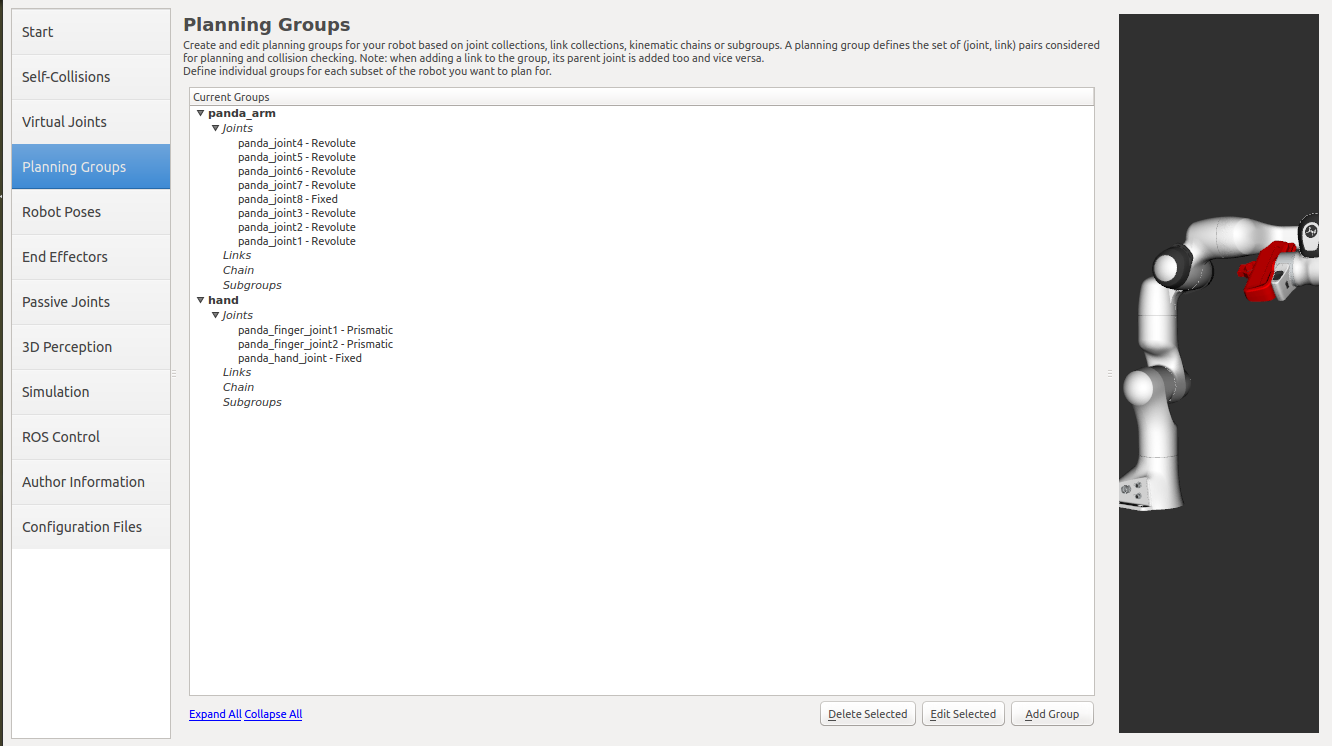 Start
Self-Collisions
Virtual Joints
Planning Groups
Robot Poses
End Effectors
Passive Joints
3D Perception
Simulation
ROS Control
Author Information
Configuration Files
Planning Groups
Create and edit planning groups for your robot based on joint collections, link collections, kinematic chains or subgroups. A planning group defines the set of (joint, link) pairs considered
for planning and collision checking. Note: when adding a link to the group, its parent joint is added too and vice versa.
Define individual groups for each subset of the robot you want to plan for.
Current Groups
panda_arm
Joints
panda_joint4 - Revolute
panda_joint5 - Revolute
panda_joint6 - Revolute
panda_joint7 - Revolute
panda_joint8 - Fixed
panda_joint3 - Revolute
panda_joint2 - Revolute
panda_joint1 - Revolute
Links
Chain
Subgroups
hand
Joints
panda_finger_joint1 - Prismatic
panda_finger_joint2 - Prismatic
panda_hand_joint - Fixed
Links
Chain
Subgroups
Expand All Collapse All
Delete Selected
Edit Selected
Add Group